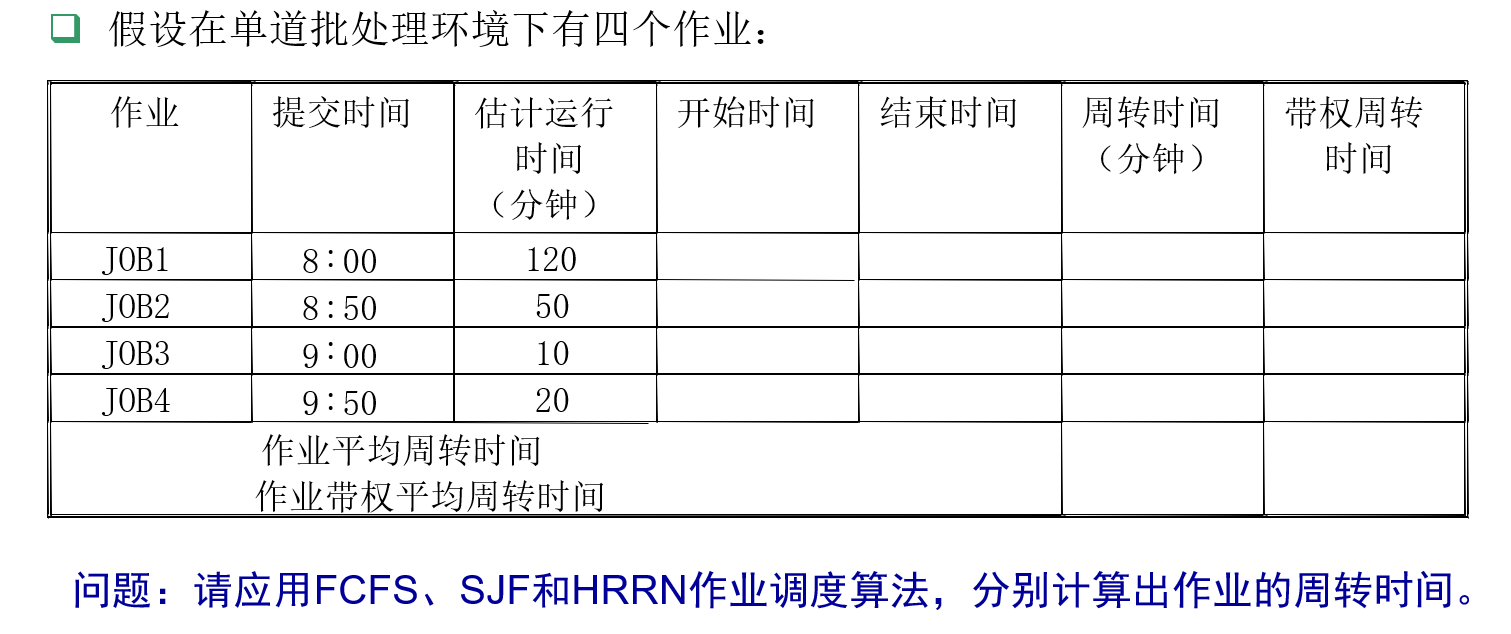 假设在单道批处理环境下有四个作业：
作业 提交时间 估计运行时间（分钟） 开始时间 结束时间 周转时间（分钟） 带权周转时间
JOB1 8：00 120
JOB2 8：50 50
JOB3 9：00 10
JOB4 9：50 20
作业平均周转时间
作业带权平均周转时间
问题：请应用FCFS、SJF和HRRN作业调度算法，分别计算出作业的周转时间。